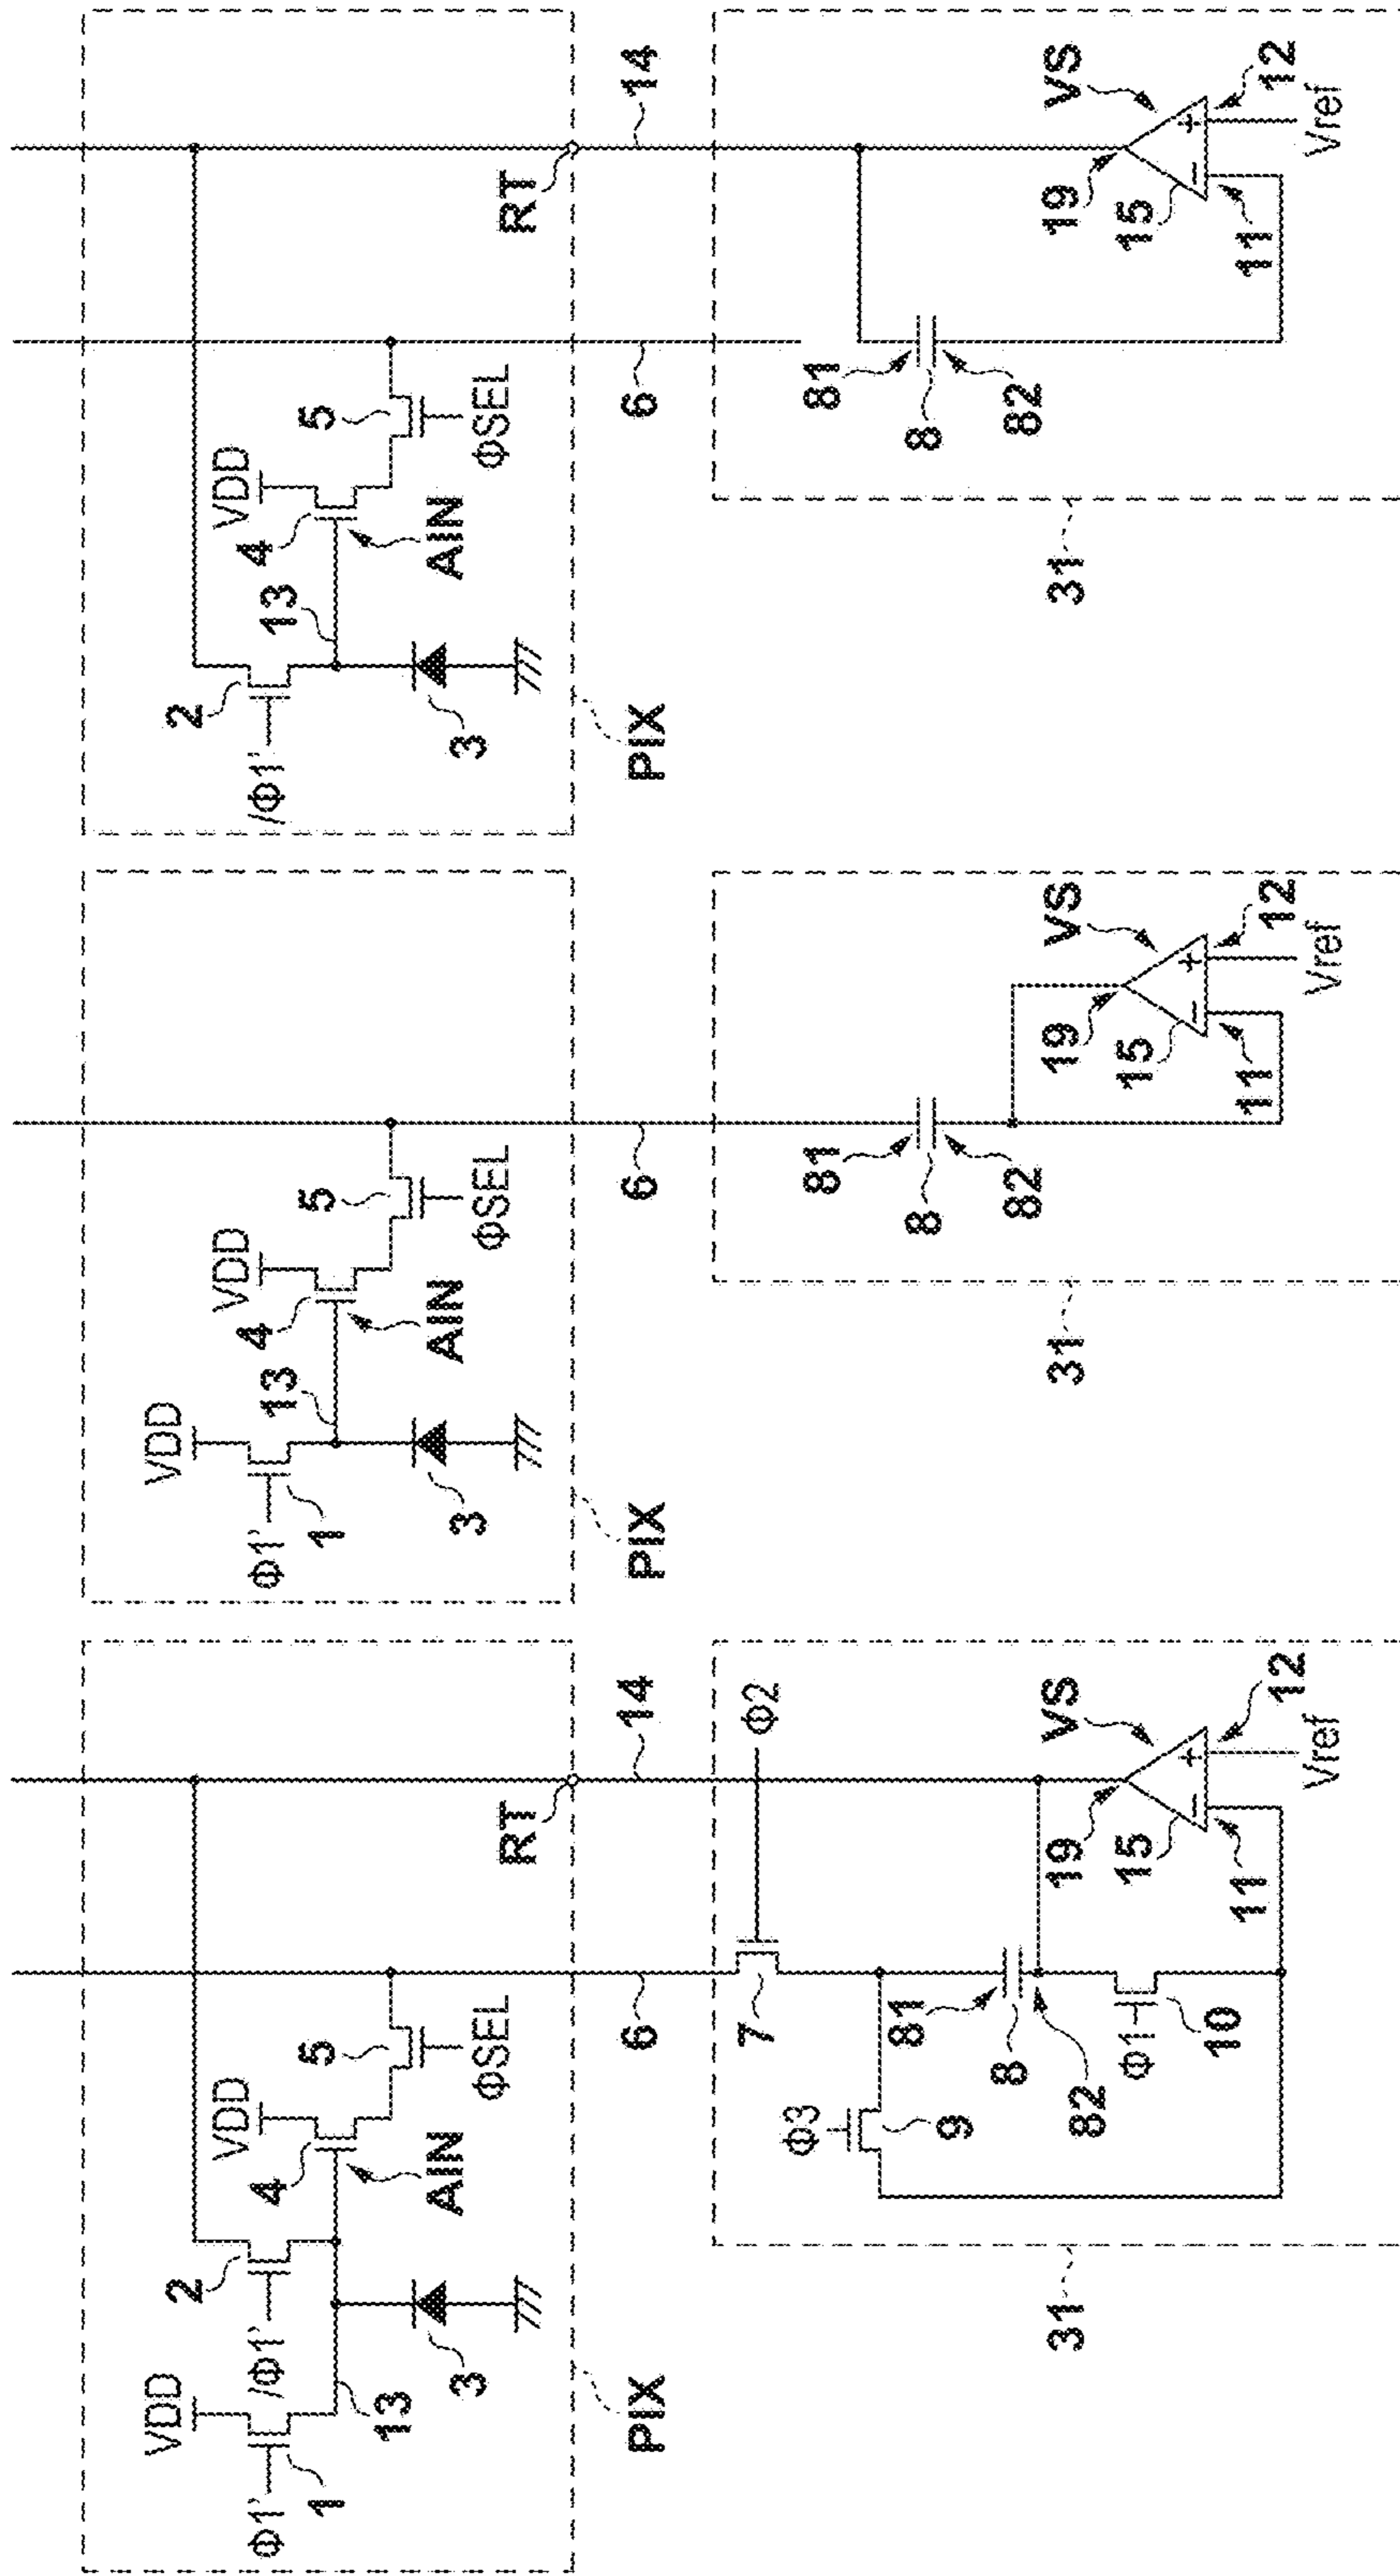 VDD
2
VDD
Φ1'
/Φ1'
4
1
5
13
AIN
3
ΦSEL
RT
PIX
6
14
7
Φ2
Φ3
81
9
8
31
82
19
VS
Φ1
15
10
11
12
Vref
VDD
VDD
Φ1'
4
13
1
5
AIN
3
ΦSEL
PIX
6
81
8
82
31
19
VS
15
11
12
Vref
2
VDD
/Φ1'
4
13
5
AIN
3
ΦSEL
RT
PIX
6
14
81
8
82
31
19
VS
15
11
12
Vref